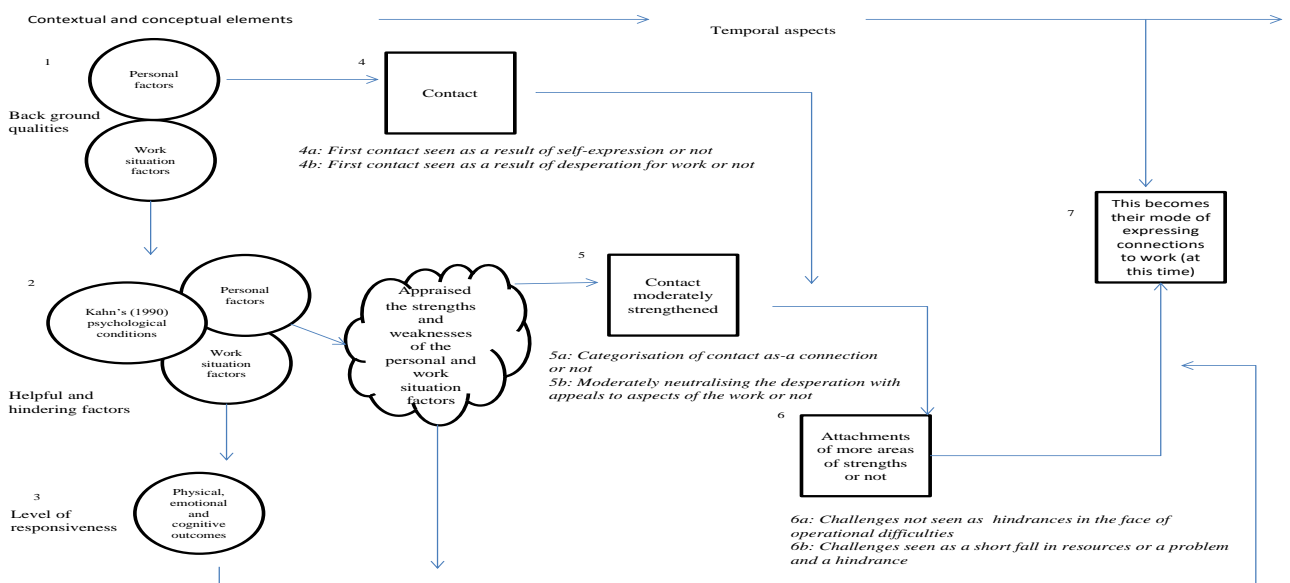 Contextual and conceptual elements
Temporal aspects
1
Personal
factors
Back ground
qualities
Work
situation
factors
4
Contact
4a: First contact seen as a result of self-expression or not
4b: First contact seen as a result of desperation for work or not
7
This becomes
their mode of
expressing
connections
to work (at
this time)
2
Kahn's (1990)
psychological
conditions
Personal
factors
Work
situation
factors
Helpful and
hindering factors
Appraised
the strengths
and
weaknesses
of the
personal and
work
situation
factors
5
Contact
moderately
strengthened
5a: Categorisation of contact as-a connection
or not
5b: Moderately neutralising the desperation with
appeals to aspects of the work or not
6
Attachments
of more areas
of strengths
or not
6a: Challenges not seen as hindrances in the face of
operational difficulties
6b: Challenges seen as a short fall in resources or a problem
and a hindrance
3
Level of
responsiveness
Physical,
emotional
and
cognitive
outcomes